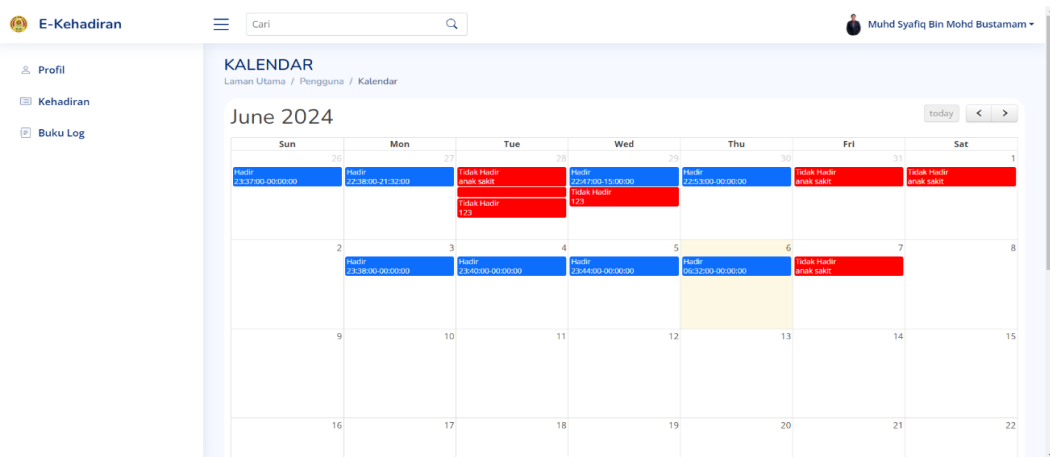 E-Kehadiran
Cari
Muhd Syafiq Bin Mohd Bustamam
Profil
Kehadiran
Buku Log
KALENDAR
Laman Utama / Pengguna / Kalendar
June 2024
today < >
Sun Mon Tue Wed Thu Fri Sat
26 27 28 29 30 31 1
Hadir
23:37:00-00:00:00
Hadir
22:38:00-21:32:00
Tidak Hadir
anak sakit
Tidak Hadir
123
Hadir
22:47:00-15:00:00
Tidak Hadir
123
Hadir
22:53:00-00:00:00
Tidak Hadir
anak sakit
Tidak Hadir
anak sakit
2 3 4 5 6 7 8
Hadir
23:38:00-00:00:00
Hadir
23:40:00-00:00:00
Hadir
23:44:00-00:00:00
Hadir
06:32:00-00:00:00
Tidak Hadir
anak sakit
9 10 11 12 13 14 15
16 17 18 19 20 21 22